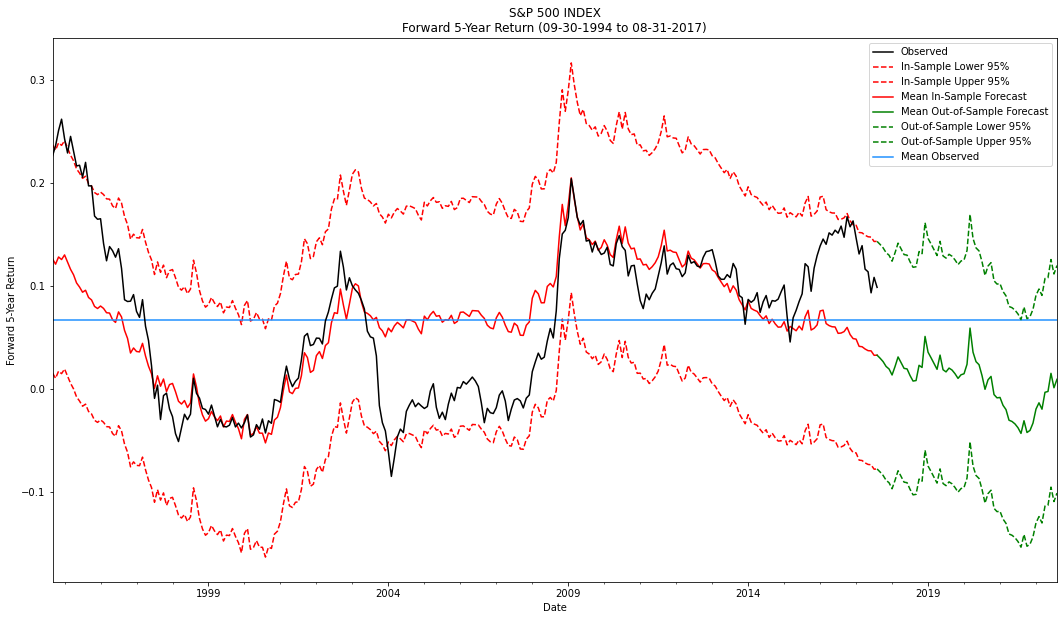 S&P 500 INDEX
Forward 5-Year Return (09-30-1994 to 08-31-2017)
Observed
In-Sample Lower 95%
In-Sample Upper 95%
Mean In-Sample Forecast
Mean Out-of-Sample Forecast
Out-of-Sample Lower 95%
Out-of-Sample Upper 95%
Mean Observed
Forward 5-Year Return
0.3
0.2
0.1
0.0
−0.1
1999
2004
2009
2014
2019
Date